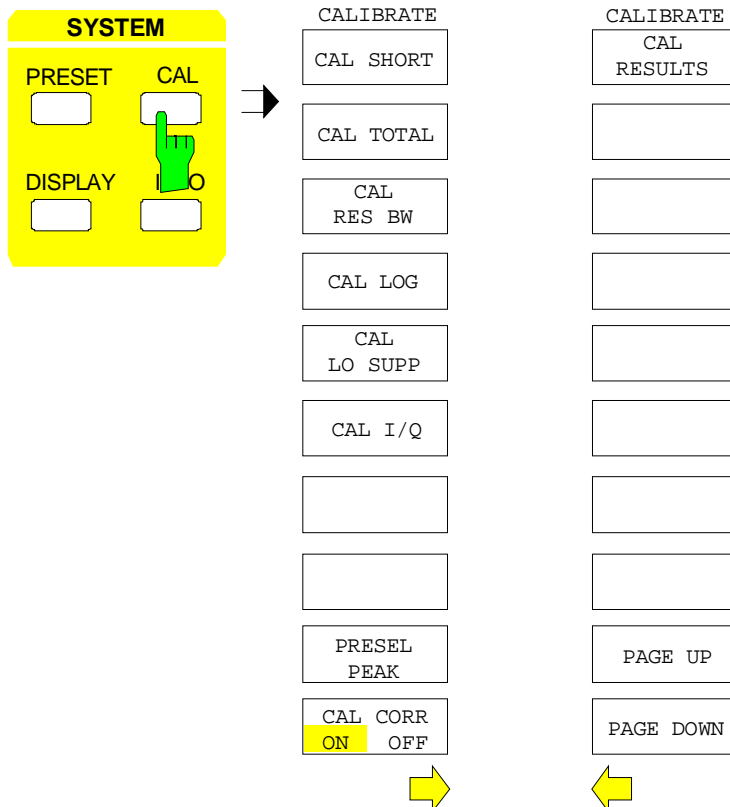 SYSTEM
PRESET
CAL
DISPLAY
CALIBRATE
CAL SHORT
CAL TOTAL
CAL
RES BW
CAL LOG
CAL
LO SUPP
CAL I/Q
PRESEL
PEAK
CAL CORR
ON OFF
CALIBRATE
CAL
RESULTS
PAGE UP
PAGE DOWN